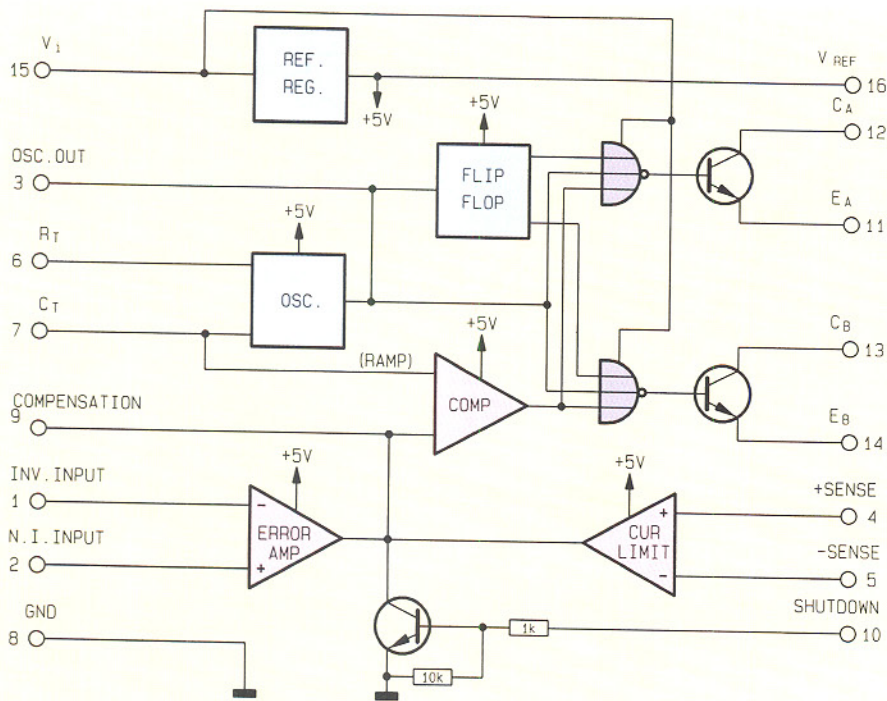 Vi
15
REF.
REG.
VREF
16
+5V
+5V
CA
12
OSC.OUT
3
FLIP
FLOP
EA
11
+5V
RT
6
OSC.
CT
7
(RAMP)
+5V
COMP
CB
13
COMPENSATION
9
EB
14
+5V
+5V
INV.INPUT
1
-
ERROR
AMP
+
N.I.INPUT
2
+SENSE
4
+
CUR
LIMIT
-
-SENSE
5
GND
8
SHUTDOWN
10
1k
10k